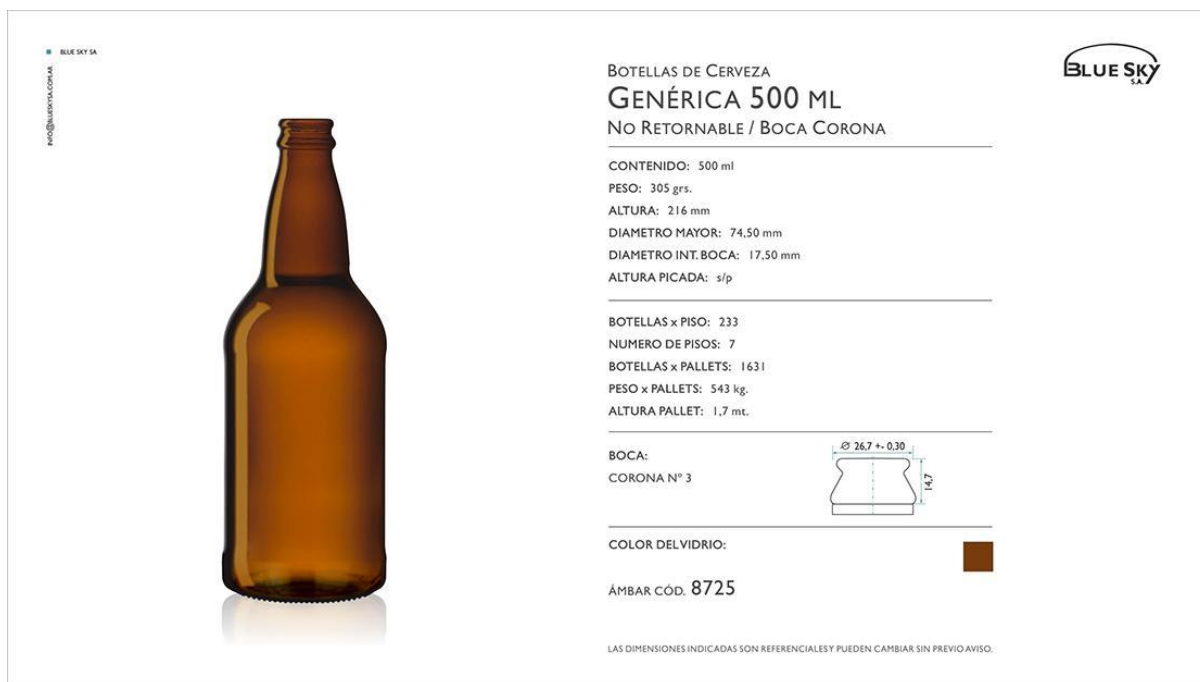 BLUE SKY SA
INFO@BLUESKYSA.COM.AR
BLUE SKY
S.A.
BOTELLAS DE CERVEZA
GENÉRICA 500 ML
NO RETORNABLE / BOCA CORONA
CONTENIDO: 500 ml
PESO: 305 grs.
ALTURA: 216 mm
DIAMETRO MAYOR: 74,50 mm
DIAMETRO INT. BOCA: 17,50 mm
ALTURA PICADA: s/p
BOTELLAS x PISO: 233
NUMERO DE PISOS: 7
BOTELLAS x PALLETS: 1631
PESO x PALLETS: 543 kg.
ALTURA PALLET: 1,7 mt.
BOCA:
CORONA Nº 3
Ø 26,7 +- 0,30
14,7
COLOR DEL VIDRIO:
ÁMBAR CÓD. 8725
LAS DIMENSIONES INDICADAS SON REFERENCIALES Y PUEDEN CAMBIAR SIN PREVIO AVISO.